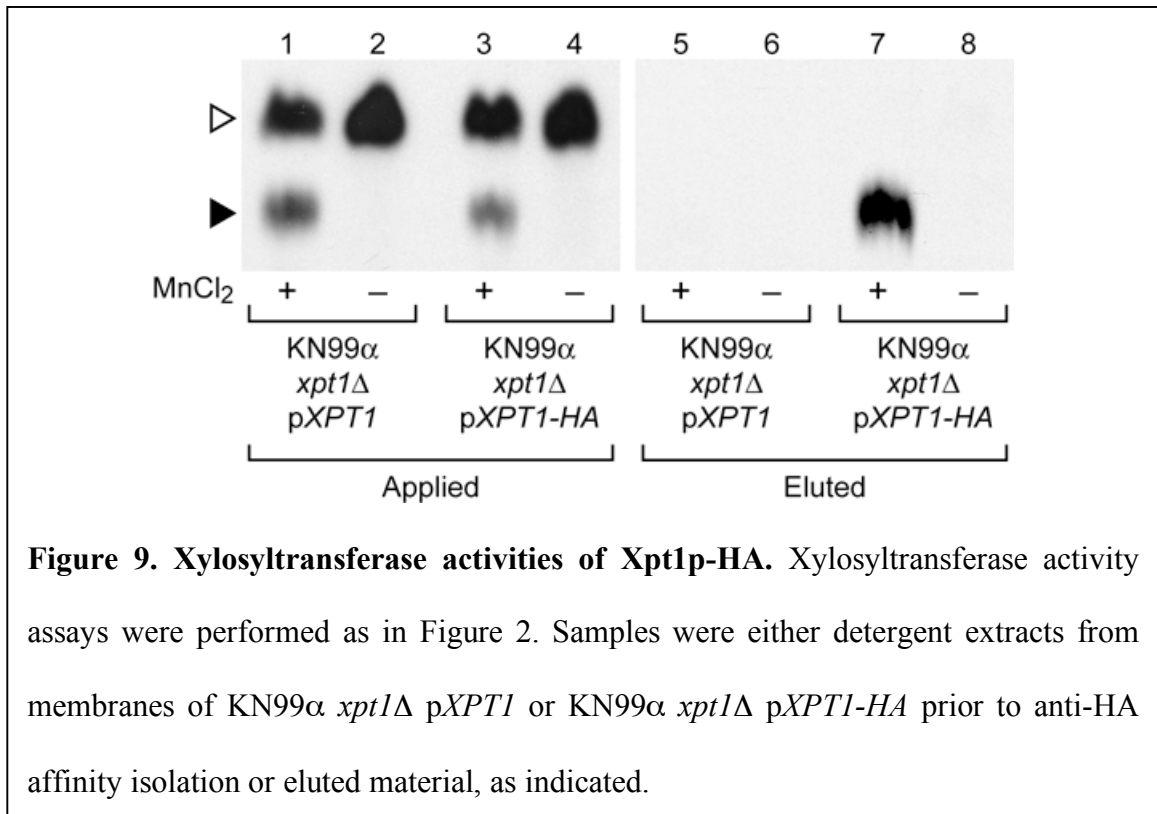 1 2 3 4 5 6 7 8
MnCl2 + – + – + – + –
KN99α KN99α KN99α KN99α
xpt1Δ xpt1Δ xpt1Δ xpt1Δ
pXPT1 pXPT1-HA pXPT1 pXPT1-HA
Applied Eluted
Figure 9. Xylosyltransferase activities of Xpt1p-HA. Xylosyltransferase activity
assays were performed as in Figure 2. Samples were either detergent extracts from
membranes of KN99α xpt1Δ pXPT1 or KN99α xpt1Δ pXPT1-HA prior to anti-HA
affinity isolation or eluted material, as indicated.